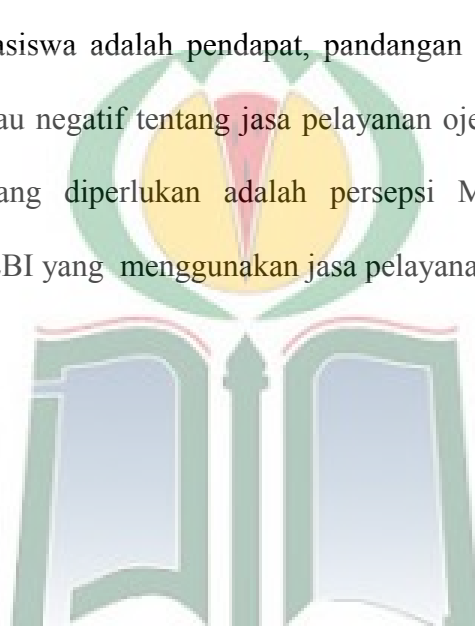 asiswa adalah pendapat, pandangan
au negatif tentang jasa pelayanan oje
ang diperlukan adalah persepsi M
BI yang menggunakan jasa pelayana